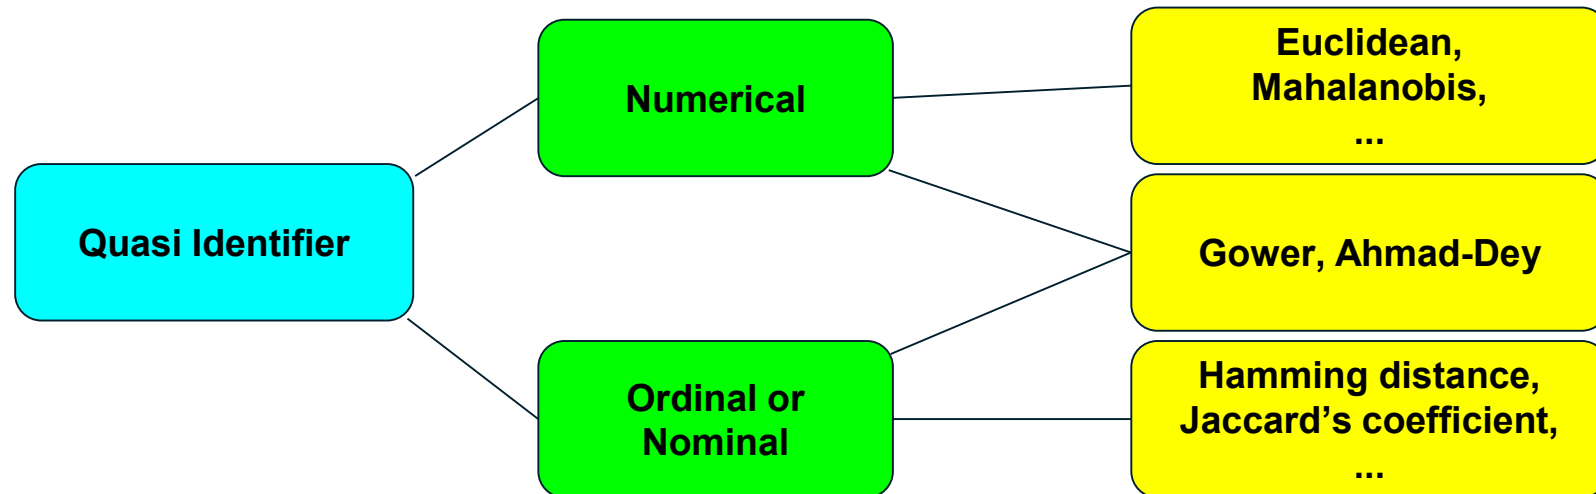 Quasi Identifier
Numerical
Ordinal or
Nominal
Euclidean,
Mahalanobis,
...
Gower, Ahmad-Dey
Hamming distance,
Jaccard’s coefficient,
...